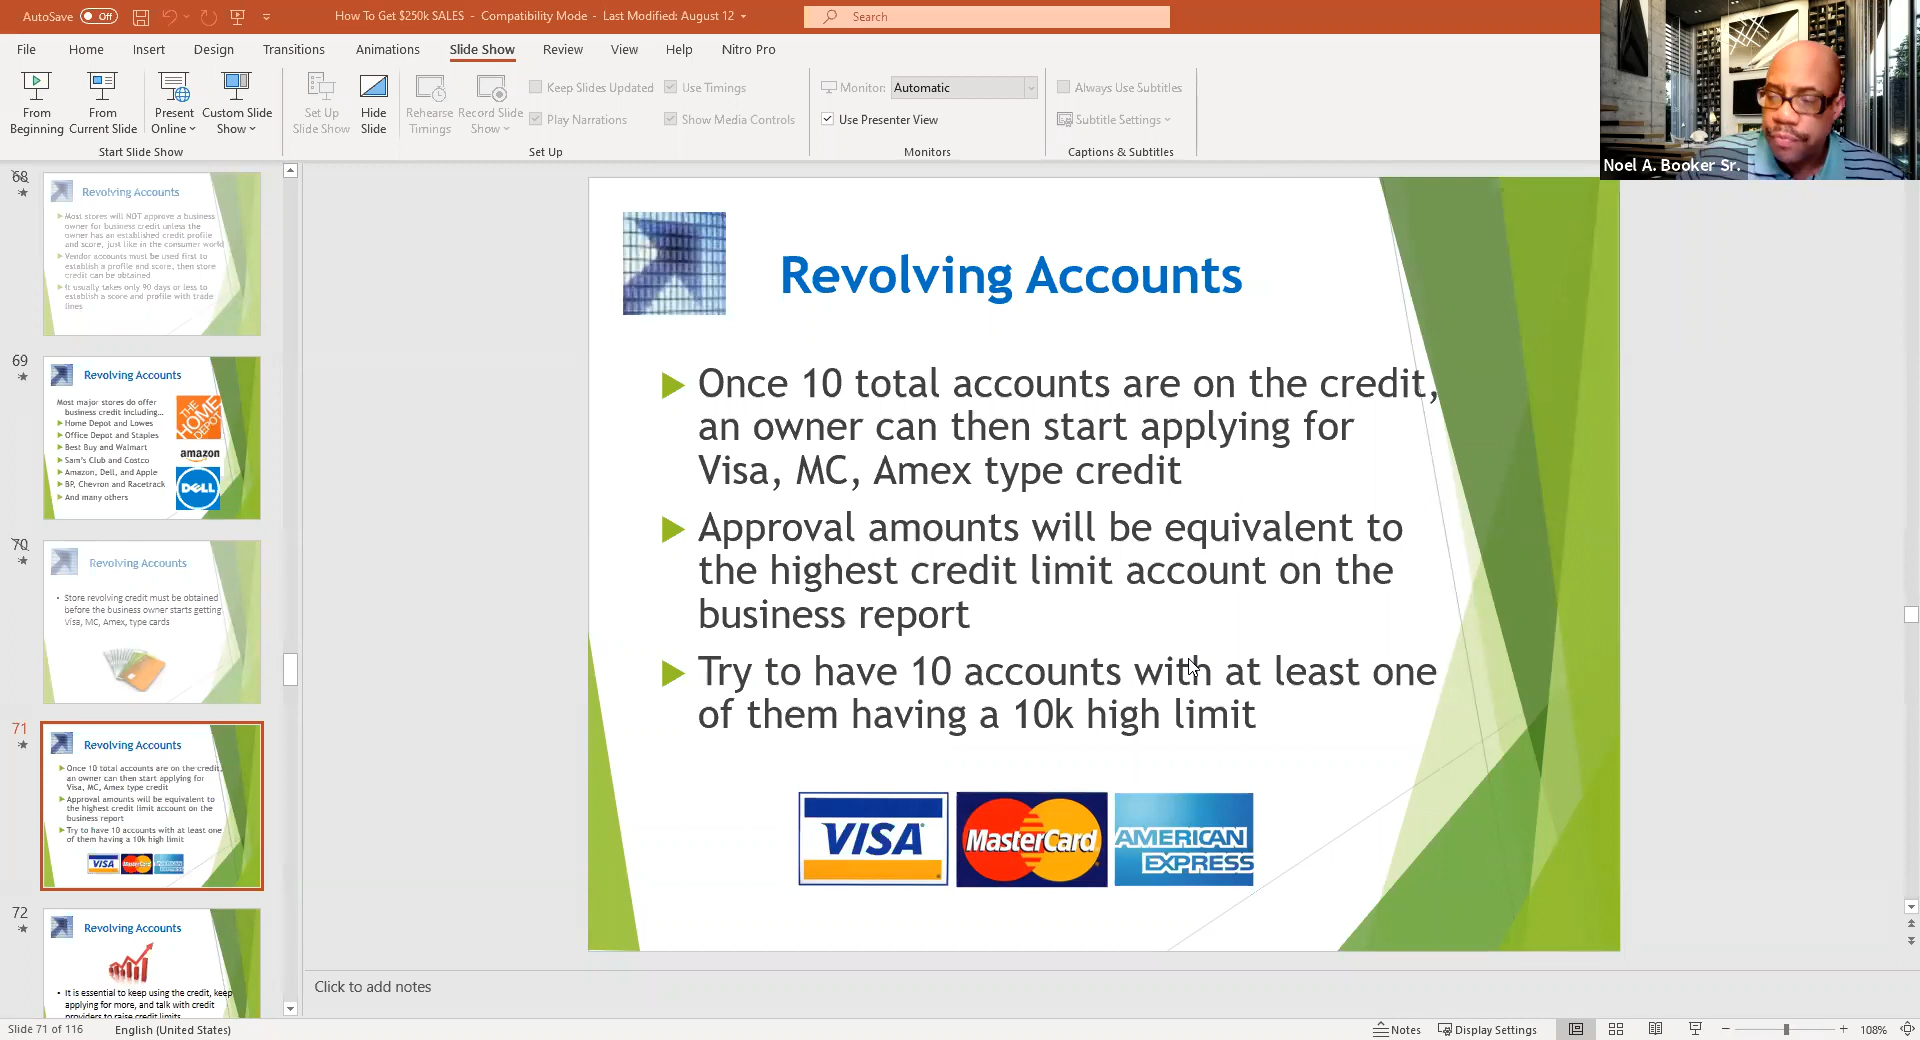 AutoSave Off How To Get $250k SALES - Compatibility Mode - Last Modified: August 12 Search
File Home Insert Design Transitions Animations Slide Show Review View Help Nitro Pro
From Beginning
From Current Slide
Present Online
Custom Slide Show
Start Slide Show
Set Up Slide Show
Hide Slide
Rehearse Timings
Record Slide Show
Keep Slides Updated
Use Timings
Play Narrations
Show Media Controls
Set Up
Monitor: Automatic
Use Presenter View
Monitors
Always Use Subtitles
Subtitle Settings
Captions & Subtitles
Noel A. Booker Sr.
68
Revolving Accounts
Most stores will NOT approve a business
owner for business credit unless the
owner has an established credit profile
and score, just like in the consumer world
Vendor accounts must be used first to
establish a profile and score, then store
credit can be obtained
It usually takes only 90 days or less to
establish a score and profile with trade
lines
69
Revolving Accounts
Most major stores do offer
business credit including...
Home Depot and Lowes
Office Depot and Staples
Best Buy and Walmart
Sam's Club and Costco
Amazon, Dell, and Apple
BP, Chevron and Racetrack
And many others
THE HOME DEPOT
amazon
DELL
70
Revolving Accounts
• Store revolving credit must be obtained
before the business owner starts getting
Visa, MC, Amex, type cards
71
Revolving Accounts
Once 10 total accounts are on the credit,
an owner can then start applying for
Visa, MC, Amex type credit
Approval amounts will be equivalent to
the highest credit limit account on the
business report
Try to have 10 accounts with at least one
of them having a 10k high limit
VISA MasterCard
72
Revolving Accounts
• It is essential to keep using the credit, keep
applying for more, and talk with credit
providers to raise credit limits
Revolving Accounts
Once 10 total accounts are on the credit,
an owner can then start applying for
Visa, MC, Amex type credit
Approval amounts will be equivalent to
the highest credit limit account on the
business report
Try to have 10 accounts with at least one
of them having a 10k high limit
VISA MasterCard AMERICAN EXPRESS
Click to add notes
Slide 71 of 116 English (United States) Notes Display Settings 108%